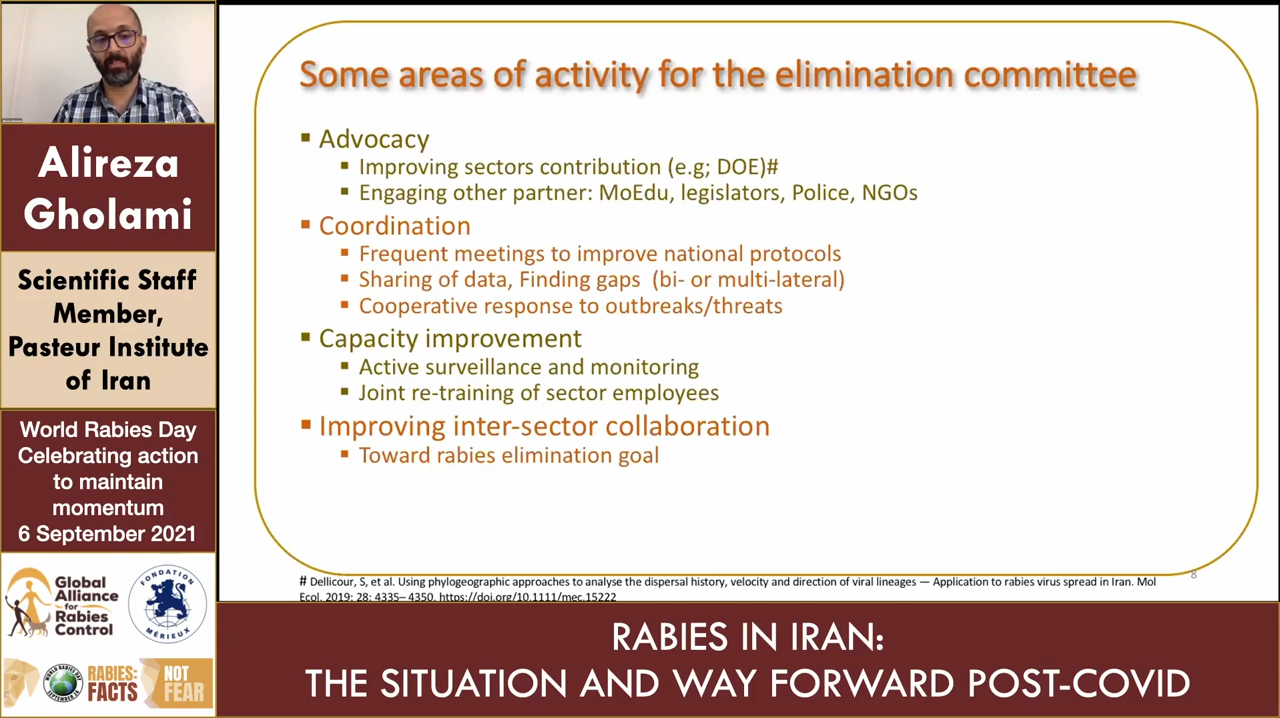 Alireza
Gholami
Scientific Staff
Member,
Pasteur Institute
of Iran
World Rabies Day
Celebrating action
to maintain
momentum
6 September 2021
Global
Alliance
for
Rabies
Control
FONDATION
MÉRIEUX
RABIES:
FACTS
NOT
FEAR
Some areas of activity for the elimination committee
▪ Advocacy
▪ Improving sectors contribution (e.g; DOE)#
▪ Engaging other partner: MoEdu, legislators, Police, NGOs
▪ Coordination
▪ Frequent meetings to improve national protocols
▪ Sharing of data, Finding gaps (bi- or multi-lateral)
▪ Cooperative response to outbreaks/threats
▪ Capacity improvement
▪ Active surveillance and monitoring
▪ Joint re-training of sector employees
▪ Improving inter-sector collaboration
▪ Toward rabies elimination goal
8
# Dellicour, S, et al. Using phylogeographic approaches to analyse the dispersal history, velocity and direction of viral lineages — Application to rabies virus spread in Iran. Mol
Ecol. 2019; 28: 4335– 4350. https://doi.org/10.1111/mec.15222
RABIES IN IRAN:
THE SITUATION AND WAY FORWARD POST-COVID